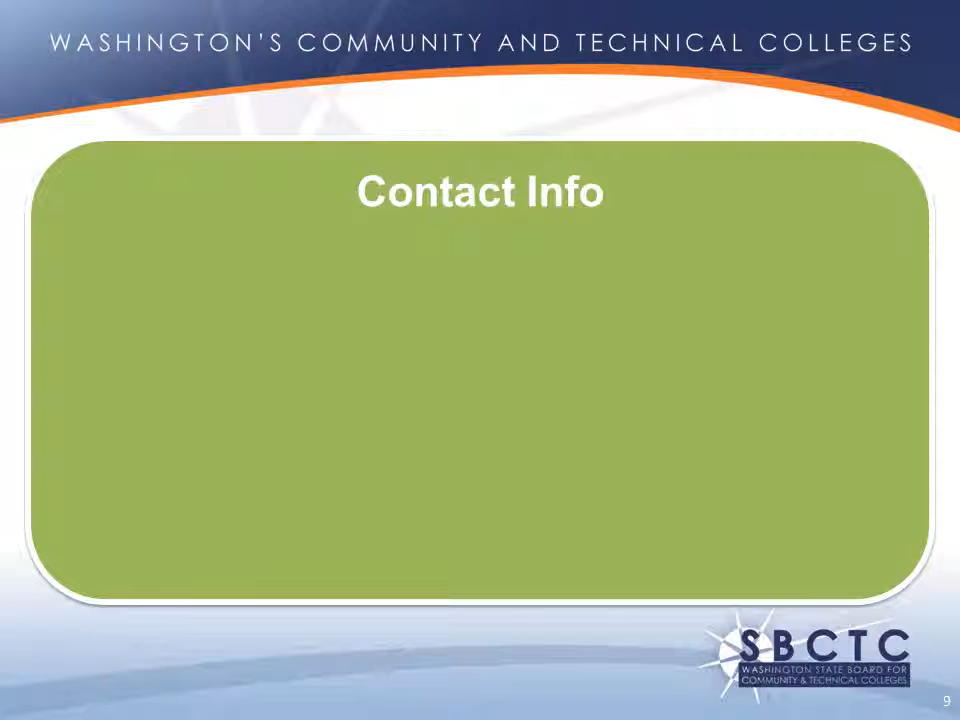 WASHINGTON’S COMMUNITY AND TECHNICAL COLLEGES
Contact Info
SBCTC
WASHINGTON STATE BOARD FOR
COMMUNITY & TECHNICAL COLLEGES
9